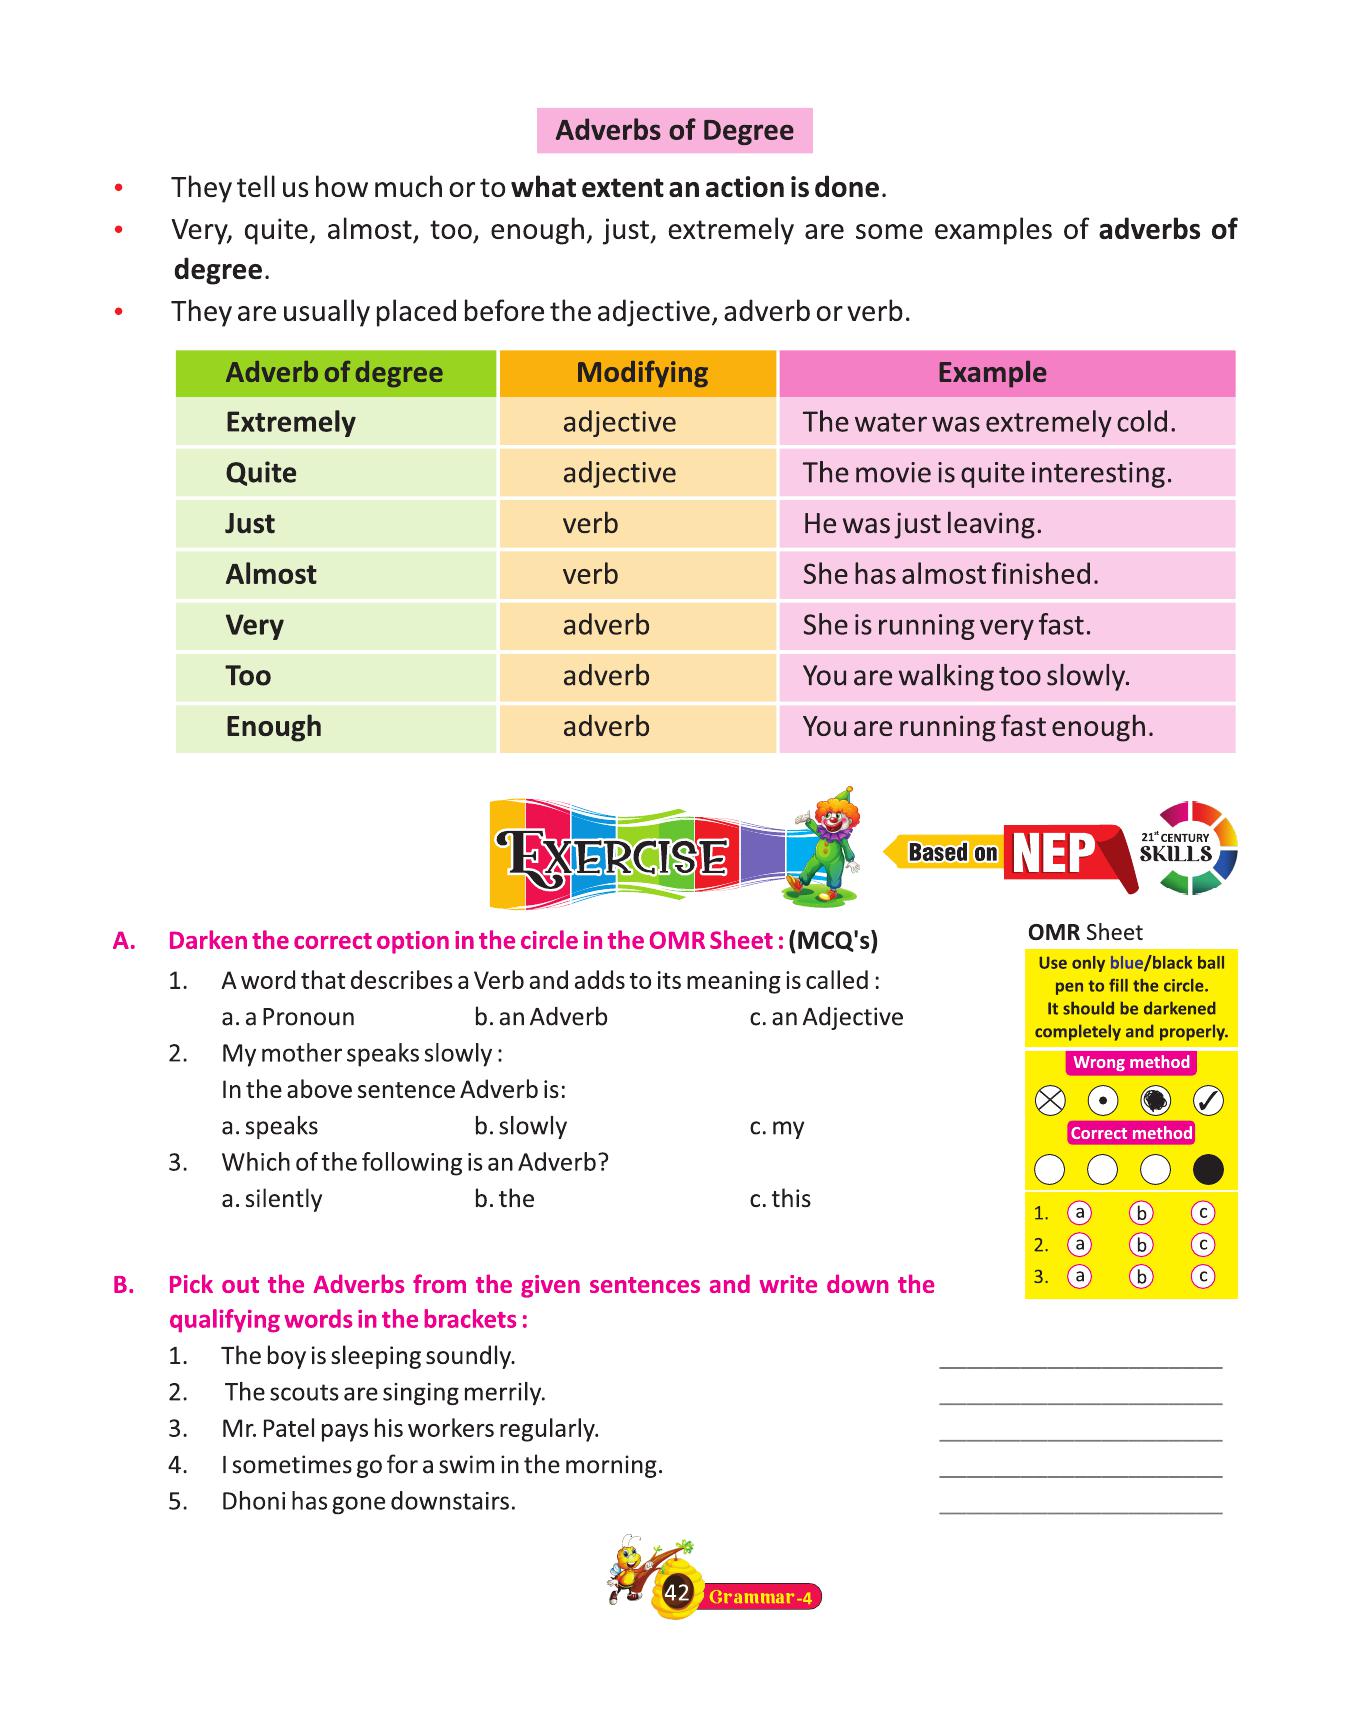 Adverbs of Degree
• They tell us how much or to what extent an action is done.
• Very, quite, almost, too, enough, just, extremely are some examples of adverbs of
degree.
• They are usually placed before the adjective, adverb or verb.
Adverb of degree Modifying Example
Extremely adjective The water was extremely cold.
Quite adjective The movie is quite interesting.
Just verb He was just leaving.
Almost verb She has almost finished.
Very adverb She is running very fast.
Too adverb You are walking too slowly.
Enough adverb You are running fast enough.
EXERCISE
Based on NEP
21st CENTURY
SKILLS
A. Darken the correct option in the circle in the OMR Sheet : (MCQ's)
1. A word that describes a Verb and adds to its meaning is called :
a. a Pronoun b. an Adverb c. an Adjective
2. My mother speaks slowly :
In the above sentence Adverb is:
a. speaks b. slowly c. my
3. Which of the following is an Adverb?
a. silently b. the c. this
OMR Sheet
Use only blue/black ball
pen to fill the circle.
It should be darkened
completely and properly.
Wrong method
Correct method
1. a b c
2. a b c
3. a b c
B. Pick out the Adverbs from the given sentences and write down the
qualifying words in the brackets :
1. The boy is sleeping soundly. ____________________
2. The scouts are singing merrily. ____________________
3. Mr. Patel pays his workers regularly. ____________________
4. I sometimes go for a swim in the morning. ____________________
5. Dhoni has gone downstairs. ____________________
42 Grammar-4